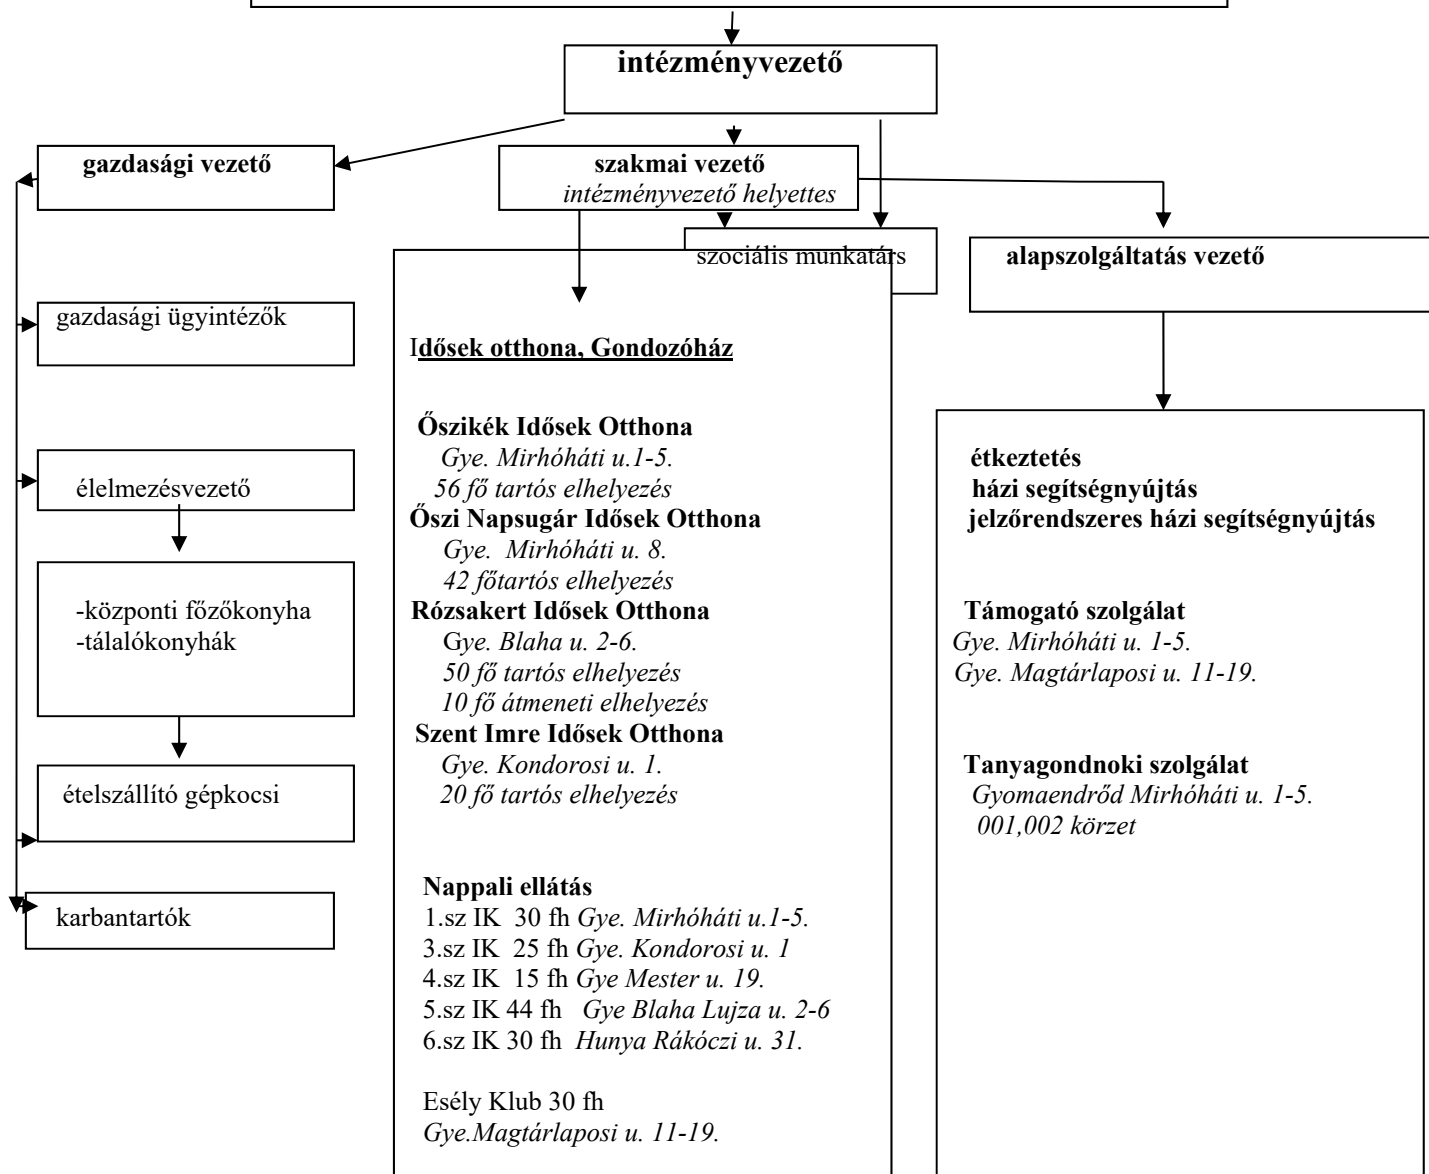 intézményvezető
gazdasági vezető
szakmai vezető
intézményvezető helyettes
szociális munkatárs
alapszolgáltatás vezető
gazdasági ügyintézők
élelmezésvezető
-központi főzőkonyha
-tálalókonyhák
ételszállító gépkocsi
karbantartók
Idősek otthona, Gondozóház
Őszikék Idősek Otthona
Gye. Mirhóháti u.1-5.
56 fő tartós elhelyezés
Őszi Napsugár Idősek Otthona
Gye. Mirhóháti u. 8.
42 főtartós elhelyezés
Rózsakert Idősek Otthona
Gye. Blaha u. 2-6.
50 fő tartós elhelyezés
10 fő átmeneti elhelyezés
Szent Imre Idősek Otthona
Gye. Kondorosi u. 1.
20 fő tartós elhelyezés
Nappali ellátás
1.sz IK 30 fh Gye. Mirhóháti u.1-5.
3.sz IK 25 fh Gye. Kondorosi u. 1
4.sz IK 15 fh Gye Mester u. 19.
5.sz IK 44 fh Gye Blaha Lujza u. 2-6
6.sz IK 30 fh Hunya Rákóczi u. 31.
Esély Klub 30 fh
Gye.Magtárlaposi u. 11-19.
étkeztetés
házi segítségnyújtás
jelzőrendszeres házi segítségnyújtás
Támogató szolgálat
Gye. Mirhóháti u. 1-5.
Gye. Magtárlaposi u. 11-19.
Tanyagondnoki szolgálat
Gyomaendrőd Mirhóháti u. 1-5.
001,002 körzet